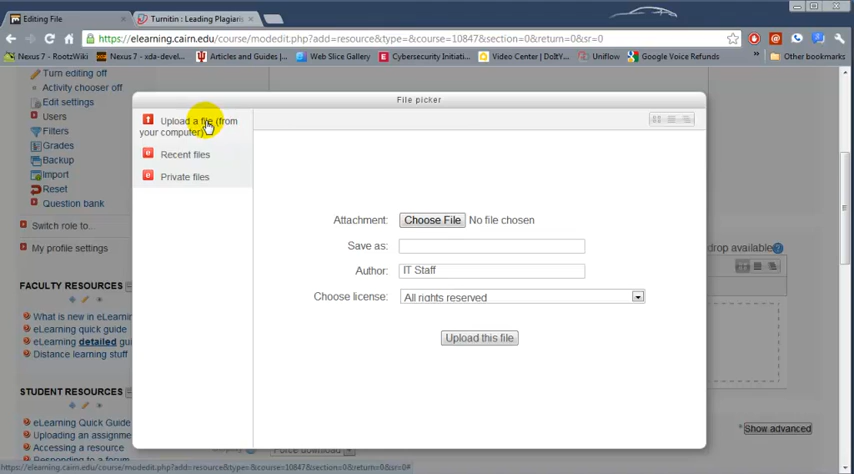 Editing File
Turnitin : Leading Plagiaris
https://elearning.cairn.edu/course/modedit.php?add=resource&type=&course=10847&section=0&return=0&sr=0
Nexus 7 - RootzWiki
Nexus 7 - xda-devel...
Articles and Guides |...
Web Slice Gallery
Cybersecurity Initiati...
Video Center | DoItY...
Uniflow
Google Voice Refunds
»
Other bookmarks
Turn editing off
Activity chooser off
Edit settings
Users
Filters
Grades
Backup
Import
Reset
Question bank
Switch role to...
My profile settings
FACULTY RESOURCES
What is new in eLearni
eLearning quick guide
eLearning detailed guide
Distance learning stuff
STUDENT RESOURCES
eLearning Quick Guide
Uploading an assignme
Accessing a resource
Responding to a forum
File picker
Upload a file (from
your computer)
Recent files
Private files
Attachment: Choose File No file chosen
Save as:
Author: IT Staff
Choose license: All rights reserved
Upload this file
drop available
* Show advanced
Force download
https://elearning.cairn.edu/course/modedit.php?add=resource&type=&course=10847&section=0&return=0&sr=0#